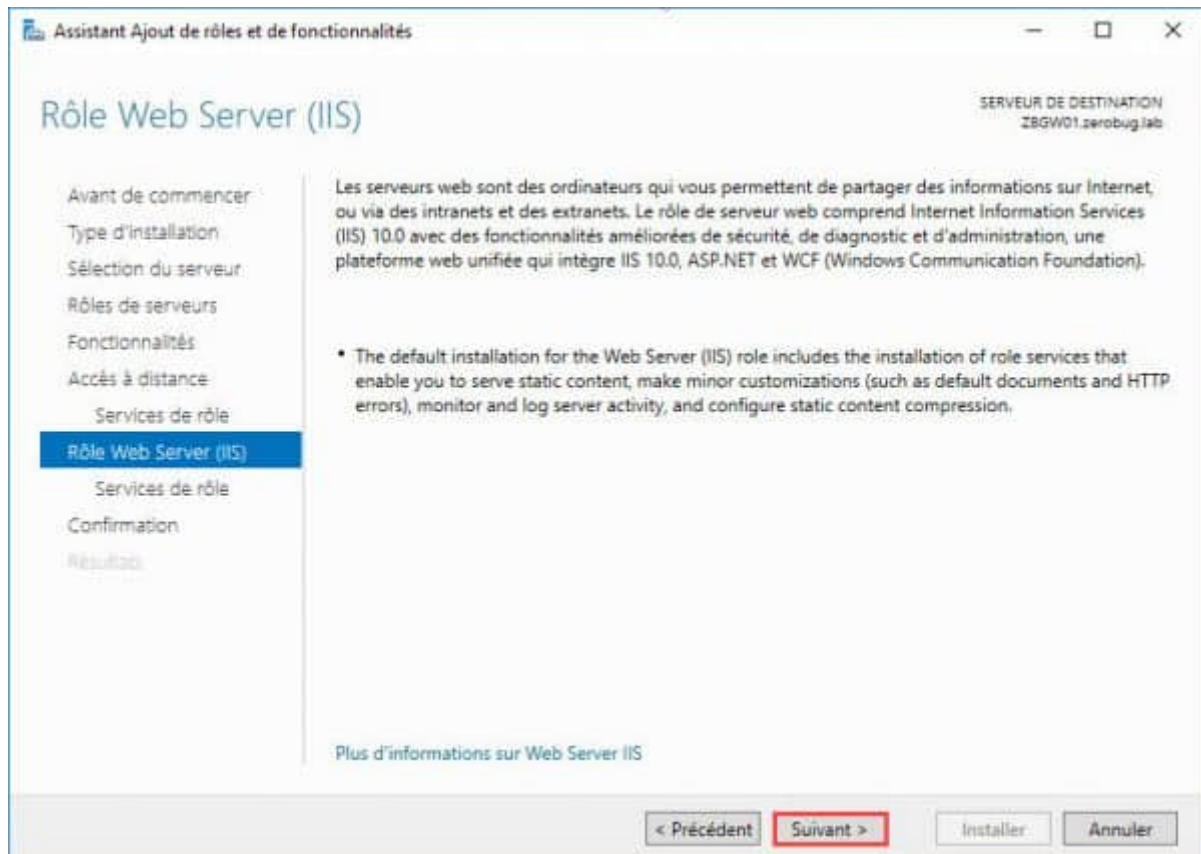 Assistant Ajout de rôles et de fonctionnalités
Rôle Web Server (IIS)
SERVEUR DE DESTINATION
ZBGW01.zerobug.lab
Avant de commencer
Type d'installation
Sélection du serveur
Rôles de serveurs
Fonctionnalités
Accès à distance
Services de rôle
Rôle Web Server (IIS)
Services de rôle
Confirmation
Résultats
Les serveurs web sont des ordinateurs qui vous permettent de partager des informations sur Internet,
ou via des intranets et des extranets. Le rôle de serveur web comprend Internet Information Services
(IIS) 10.0 avec des fonctionnalités améliorées de sécurité, de diagnostic et d'administration, une
plateforme web unifiée qui intègre IIS 10.0, ASP.NET et WCF (Windows Communication Foundation).
• The default installation for the Web Server (IIS) role includes the installation of role services that
enable you to serve static content, make minor customizations (such as default documents and HTTP
errors), monitor and log server activity, and configure static content compression.
Plus d'informations sur Web Server IIS
< Précédent
Suivant >
Installer
Annuler